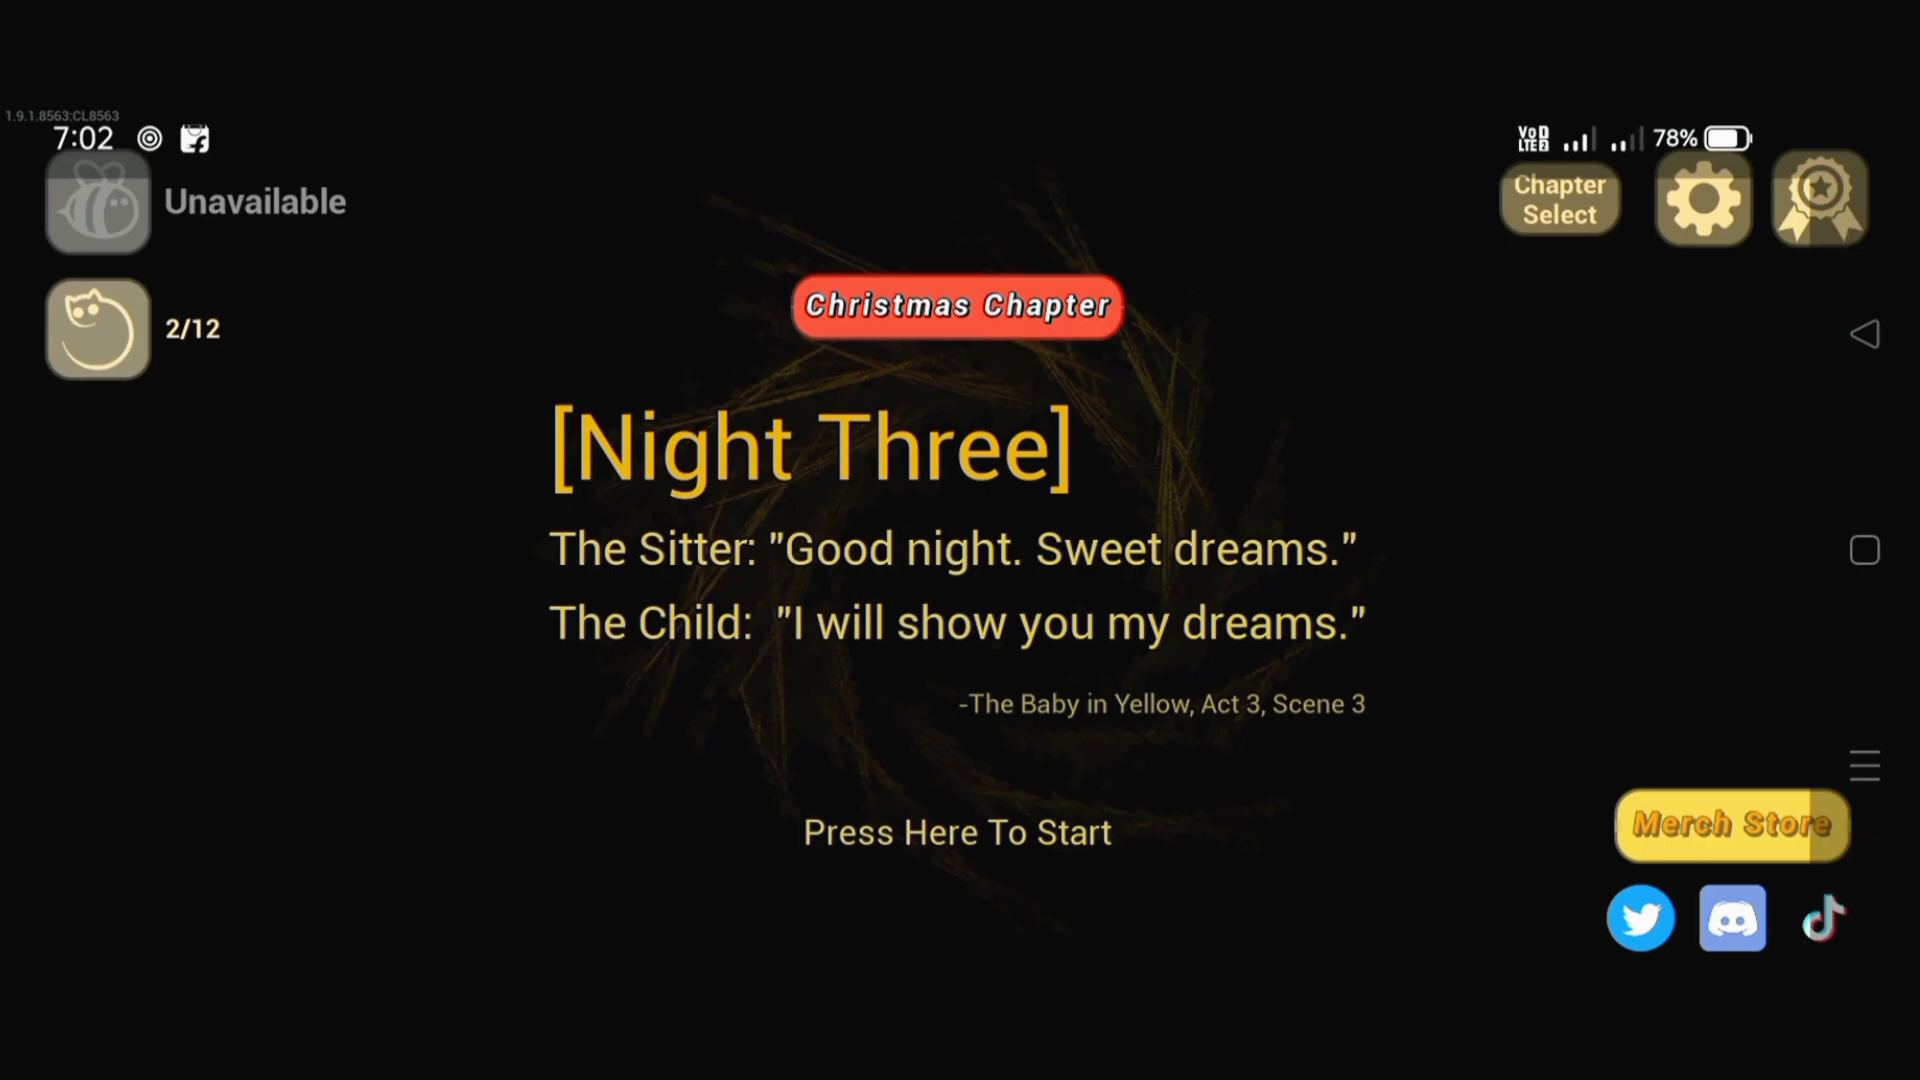 1.9.1.8563:CL8563
7:02
VoD LTE2 78%
Unavailable
Chapter
Select
2/12
Christmas Chapter
[Night Three]
The Sitter: "Good night. Sweet dreams."
The Child:  "I will show you my dreams."
-The Baby in Yellow, Act 3, Scene 3
Press Here To Start
Merch Store